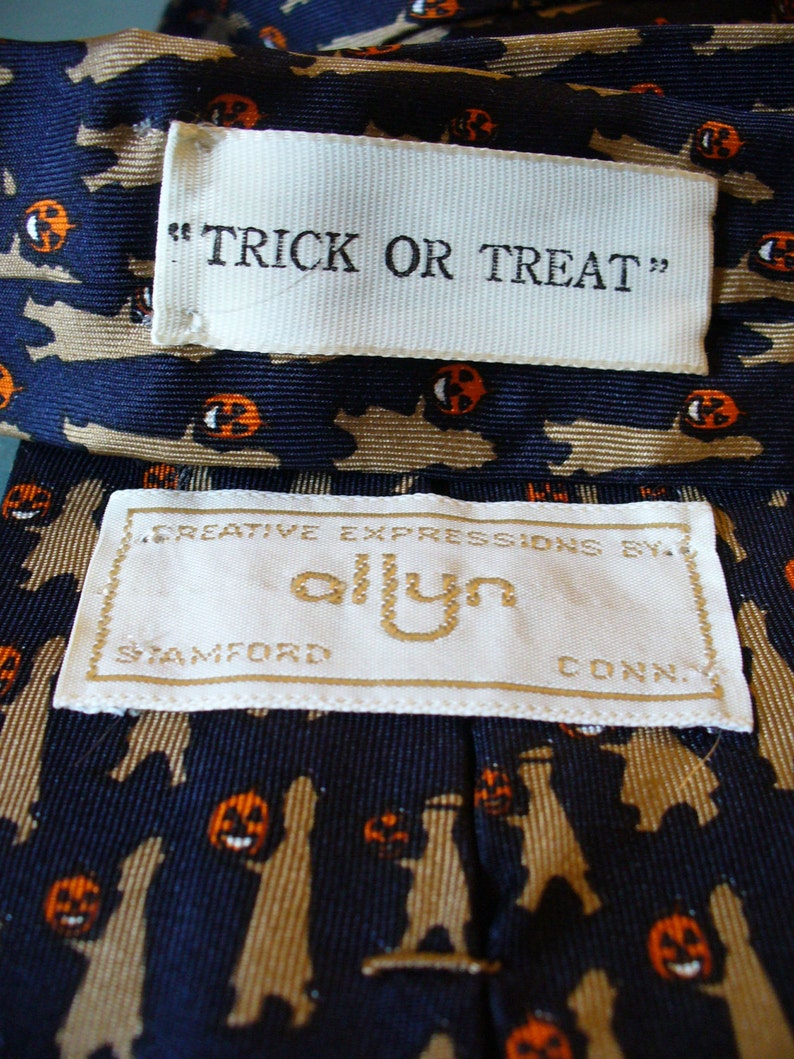 "TRICK OR TREAT"
CREATIVE EXPRESSIONS BY
allyn
STAMFORD CONN.